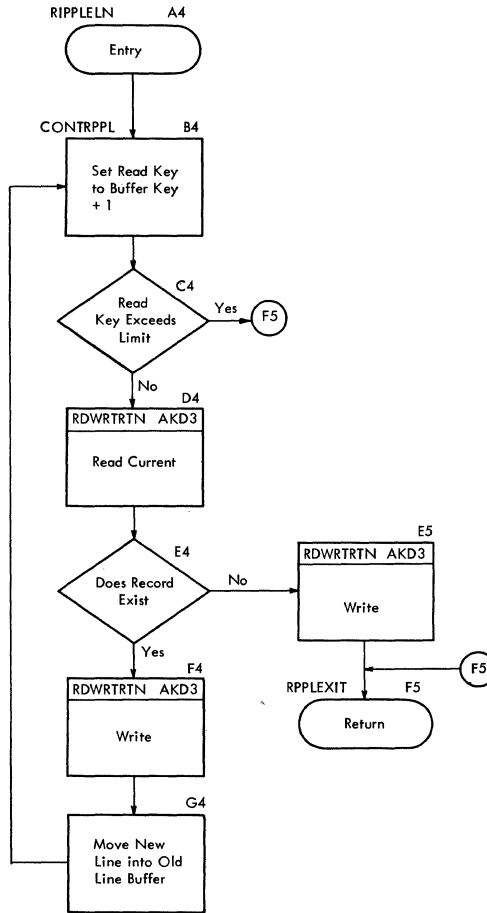 RIPPLELN A4
Entry
CONTRPPL B4
Set Read Key
to Buffer Key
+ 1
C4
Read
Key Exceeds
Limit
Yes
F5
No
D4
RDWRTRTN AKD3
Read Current
E4
Does Record
Exist
No
E5
RDWRTRTN AKD3
Write
Yes
F4
RDWRTRTN AKD3
Write
F5
RPPLEXIT F5
Return
G4
Move New
Line into Old
Line Buffer